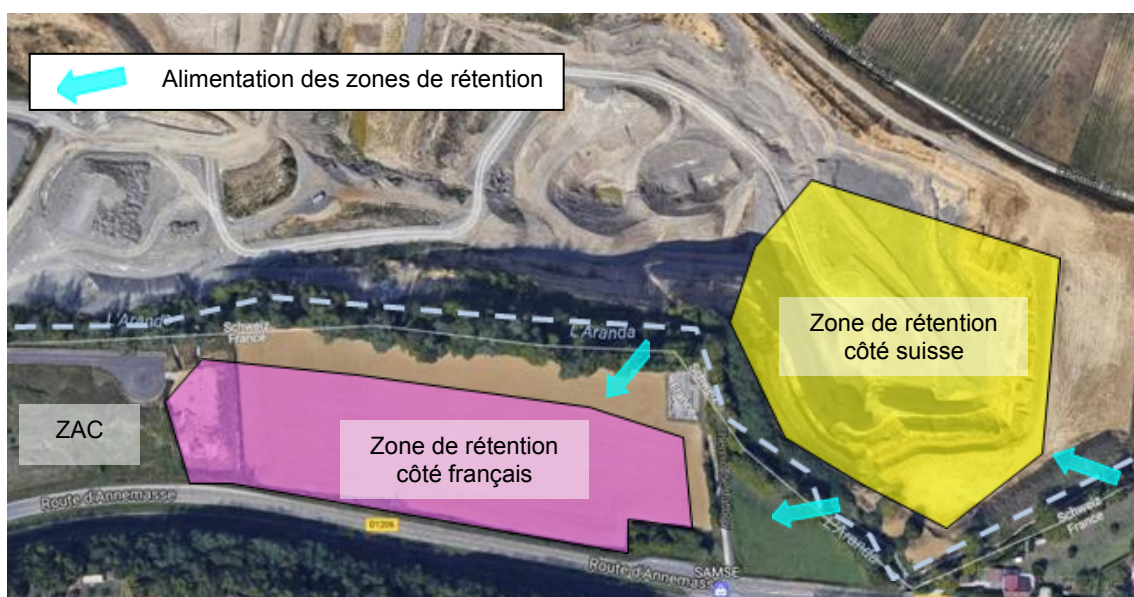 Alimentation des zones de rétention
L'Aranda
Schweiz
France
L'Aranda
Zone de rétention
côté suisse
ZAC
Zone de rétention
côté français
Route d'Annemasse
D1206
L'Aranda
Schweiz
France
Route d'Annemasse
SAMSE